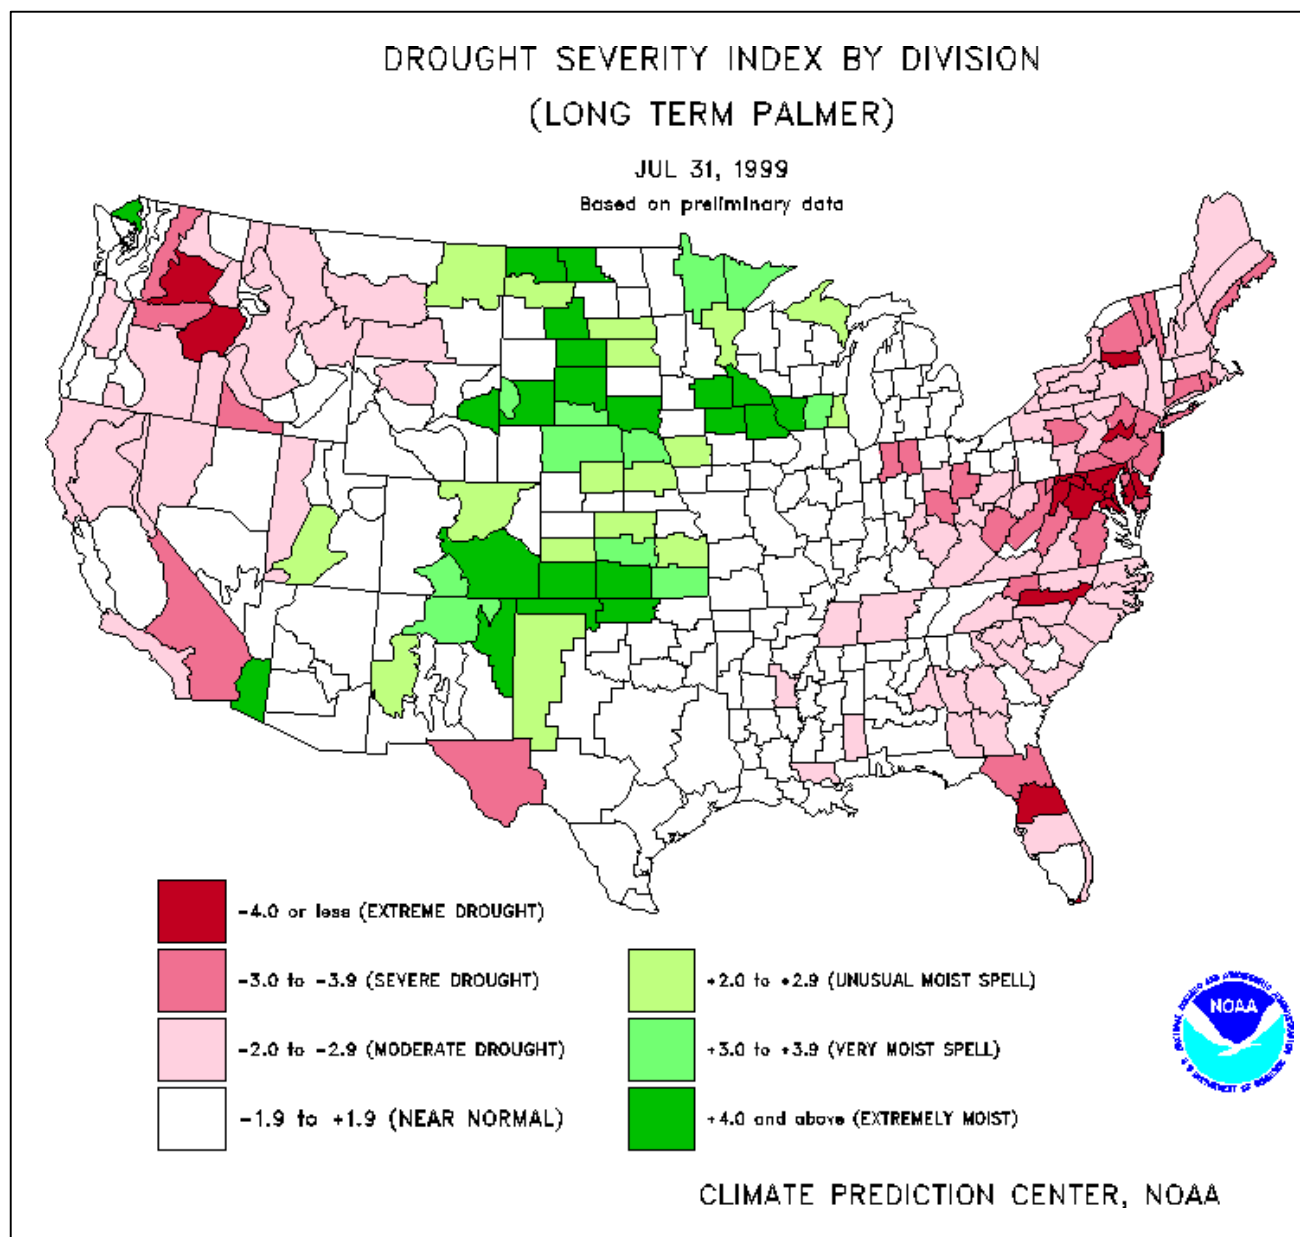 DROUGHT SEVERITY INDEX BY DIVISION
(LONG TERM PALMER)
JUL 31, 1999
Based on preliminary data
-4.0 or less (EXTREME DROUGHT)
-3.0 to -3.9 (SEVERE DROUGHT)
-2.0 to -2.9 (MODERATE DROUGHT)
-1.9 to +1.9 (NEAR NORMAL)
+2.0 to +2.9 (UNUSUAL MOIST SPELL)
+3.0 to +3.9 (VERY MOIST SPELL)
+4.0 and above (EXTREMELY MOIST)
NOAA
CLIMATE PREDICTION CENTER, NOAA